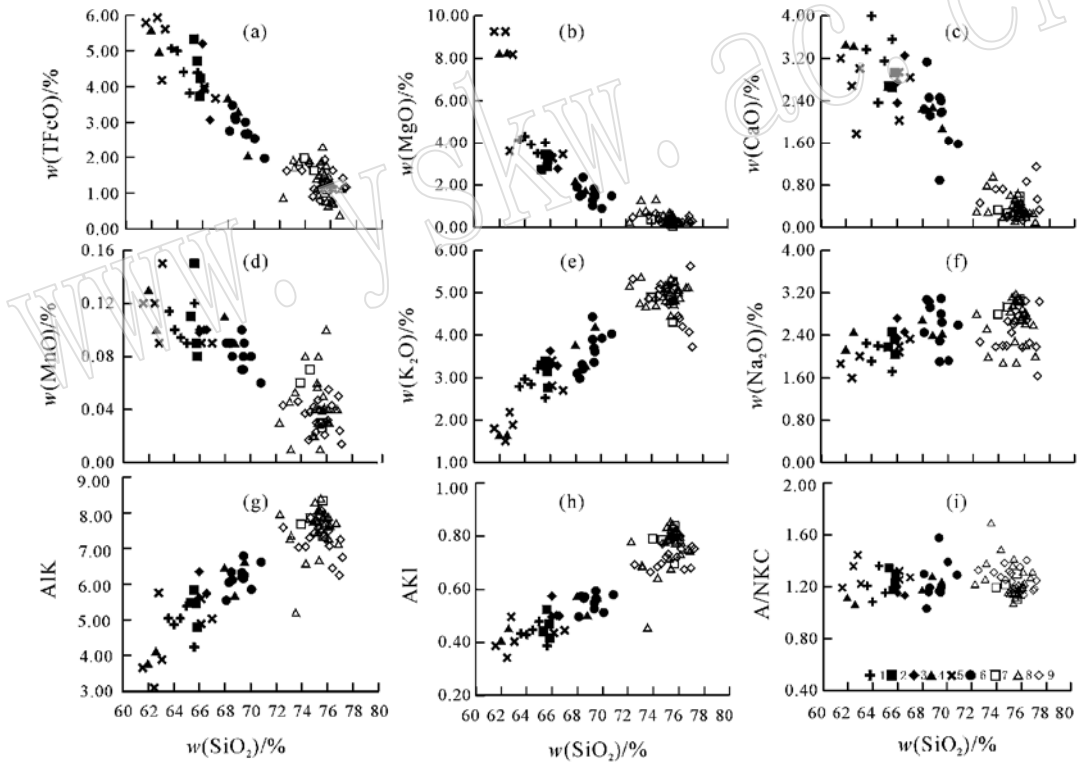 (a)
6.00
5.00
4.00
3.00
2.00
1.00
0.00
w(TFeO)/%
(b)
10.00
8.00
6.00
4.00
2.00
0.00
w(MgO)/%
(c)
4.00
3.20
2.40
1.60
0.80
0.00
w(CaO)/%
(d)
0.16
0.12
0.08
0.04
0.00
w(MnO)/%
(e)
6.00
5.00
4.00
3.00
2.00
1.00
w(K2O)/%
(f)
4.00
3.20
2.40
1.60
0.80
0.00
w(Na2O)/%
(g)
9.00
8.00
7.00
6.00
5.00
4.00
3.00
AlK
(h)
1.00
0.80
0.60
0.40
0.20
AKI
(i)
2.00
1.60
1.20
0.80
0.40
A/NKC
1 2 3 4 5 6 7 8 9
60 62 64 66 68 70 72 74 76 78 80
w(SiO2)/%
60 62 64 66 68 70 72 74 76 78 80
w(SiO2)/%
60 62 64 66 68 70 72 74 76 78 80
w(SiO2)/%
www.yskw.ac.cn